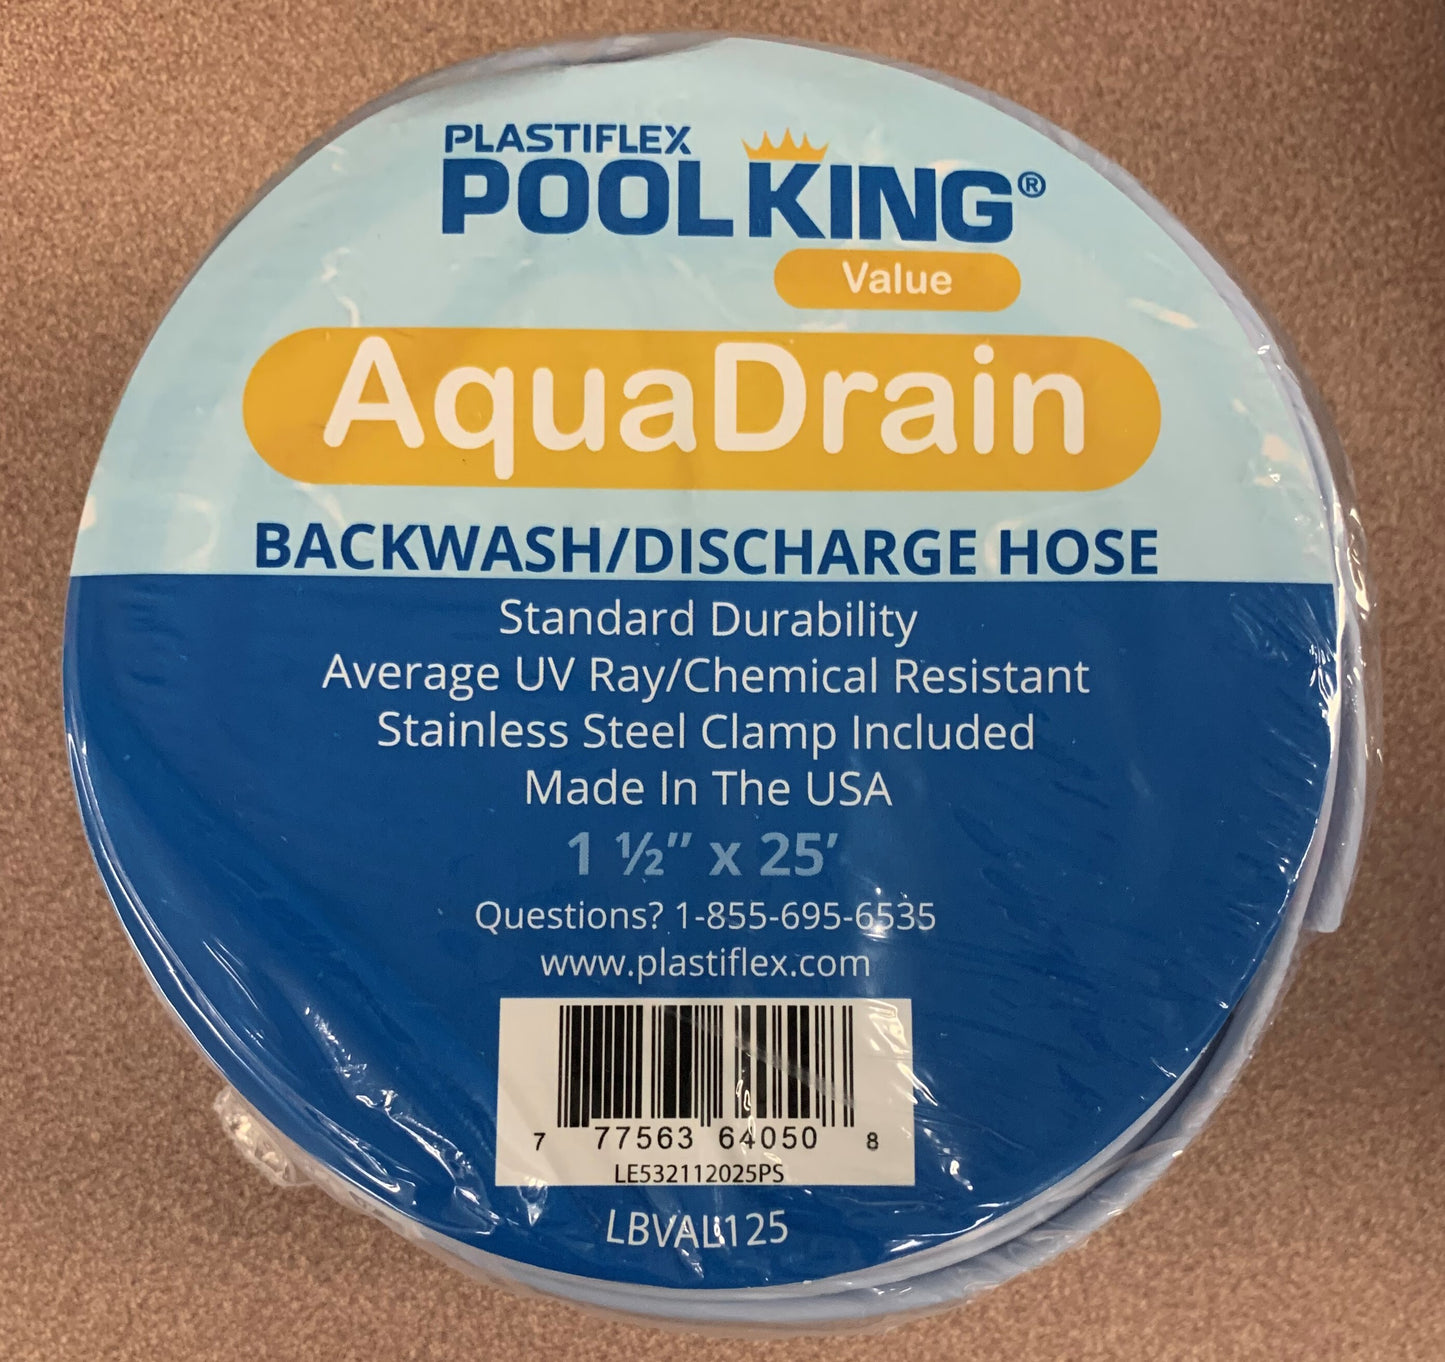 PLASTIFLEX
POOL KING®
Value
AquaDrain
BACKWASH/DISCHARGE HOSE
Standard Durability
Average UV Ray/Chemical Resistant
Stainless Steel Clamp Included
Made In The USA
1 ½” x 25’
Questions? 1-855-695-6535
www.plastiflex.com
7 77563 64050 8
LE532112025PS
LBVAL125